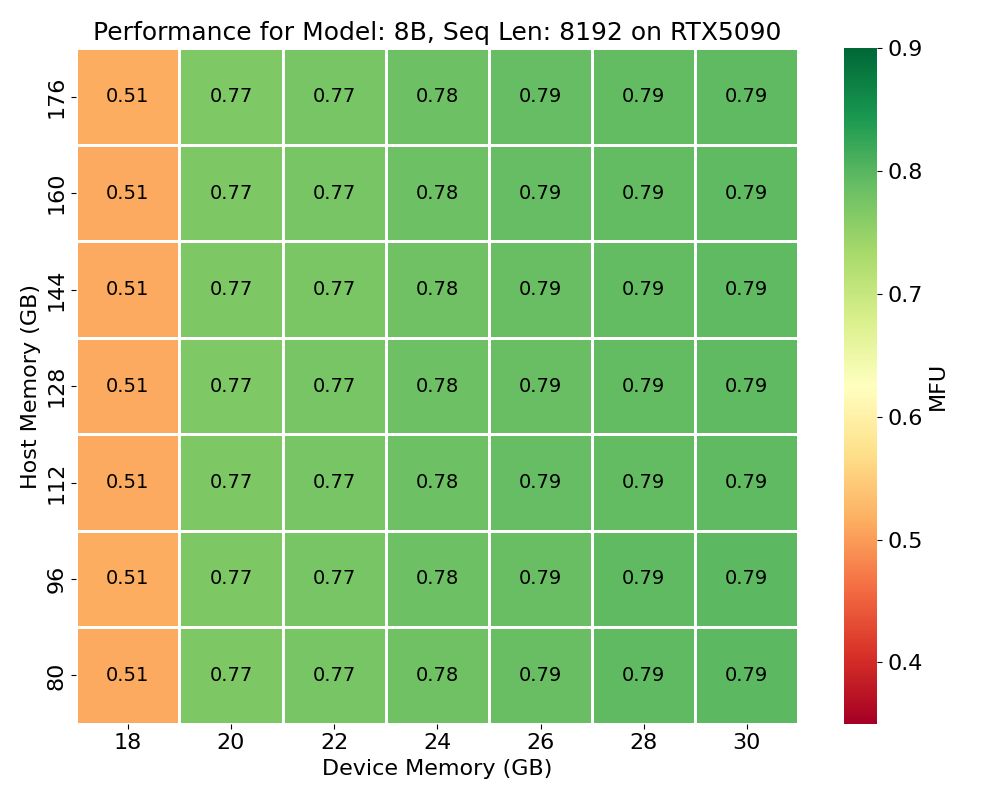 Performance for Model: 8B, Seq Len: 8192 on RTX5090
176 0.51 0.77 0.77 0.78 0.79 0.79 0.79
160 0.51 0.77 0.77 0.78 0.79 0.79 0.79
144 0.51 0.77 0.77 0.78 0.79 0.79 0.79
128 0.51 0.77 0.77 0.78 0.79 0.79 0.79
112 0.51 0.77 0.77 0.78 0.79 0.79 0.79
96 0.51 0.77 0.77 0.78 0.79 0.79 0.79
80 0.51 0.77 0.77 0.78 0.79 0.79 0.79
18 20 22 24 26 28 30
Device Memory (GB)
Host Memory (GB)
0.9
0.8
0.7
0.6
0.5
0.4
MFU